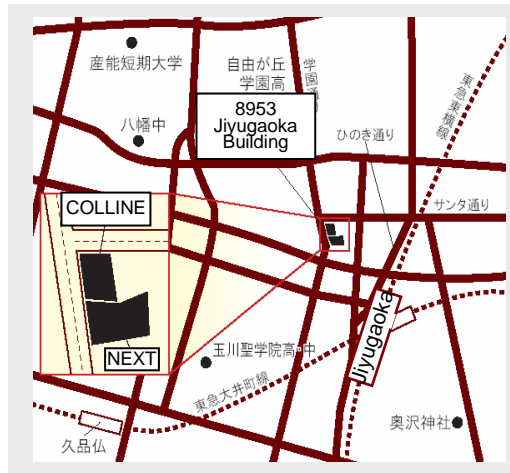 産能短期大学
自由が丘
学園高
学園通り
東急東横線
8953
Jiyugaoka
Building
八幡中
ひのき通り
COLLINE
サンタ通り
NEXT
玉川聖学院高・中
Jiyugaoka
東急大井町線
奥沢神社
久品仏